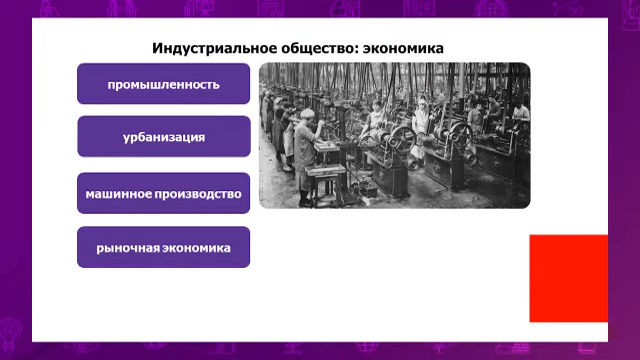 Индустриальное общество: экономика
промышленность
урбанизация
машинное производство
рыночная экономика